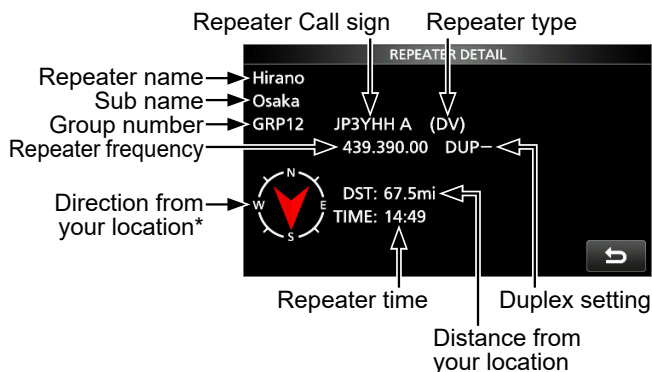 Repeater Call sign
Repeater type
REPEATER DETAIL
Repeater name
Hirano
Sub name
Osaka
Group number
GRP12
JP3YHH A
(DV)
Repeater frequency
439.390.00
DUP−
Direction from
your location*
N
W
E
S
DST: 67.5mi
TIME: 14:49
Repeater time
Duplex setting
Distance from
your location